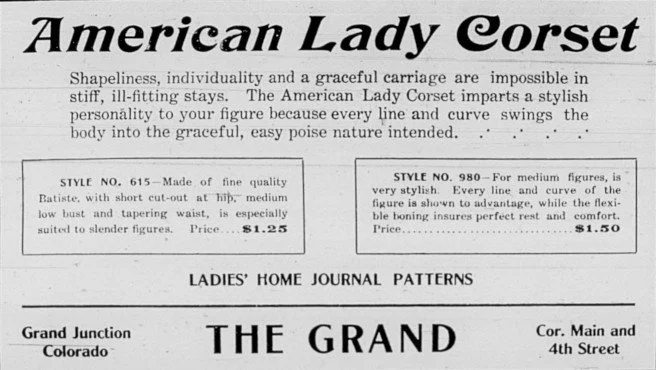 American Lady Corset
Shapeliness, individuality and a graceful carriage are impossible in
stiff, ill-fitting stays. The American Lady Corset imparts a stylish
personality to your figure because every line and curve swings the
body into the graceful, easy poise nature intended. . · . · . · . ·
STYLE NO. 615—Made of fine quality
Batiste, with short cut-out at hip, medium
low bust and tapering waist, is especially
suited to slender figures. Price .... $1.25
STYLE NO. 980—For medium figures, is
very stylish. Every line and curve of the
figure is shown to advantage, while the flexi-
ble boning insures perfect rest and comfort.
Price.............................$1.50
LADIES' HOME JOURNAL PATTERNS
Grand Junction
Colorado
THE GRAND
Cor. Main and
4th Street